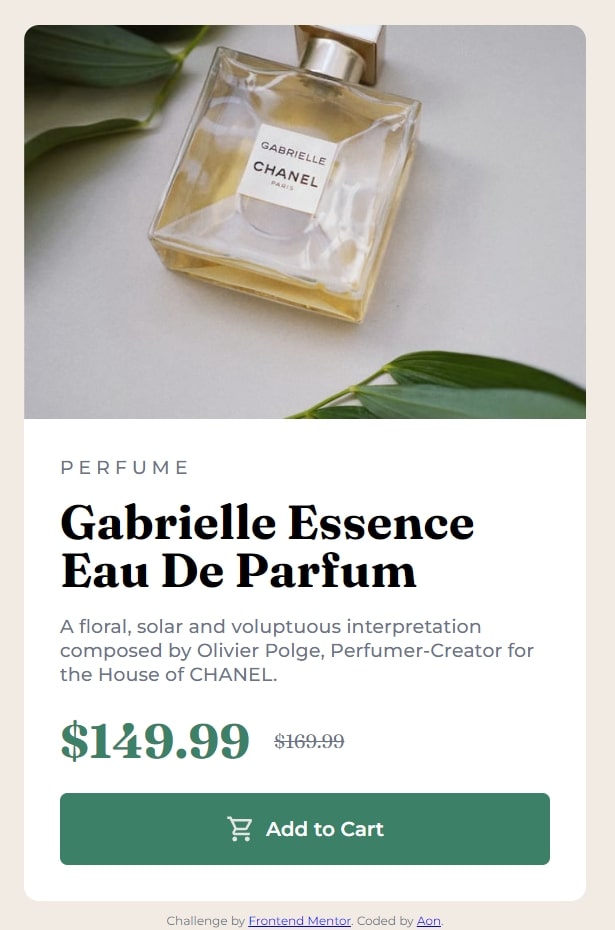 GABRIELLE
CHANEL
PARIS
PERFUME
Gabrielle Essence
Eau De Parfum
A floral, solar and voluptuous interpretation
composed by Olivier Polge, Perfumer-Creator for
the House of CHANEL.
$149.99 $169.99
Add to Cart
Challenge by Frontend Mentor. Coded by Aon.